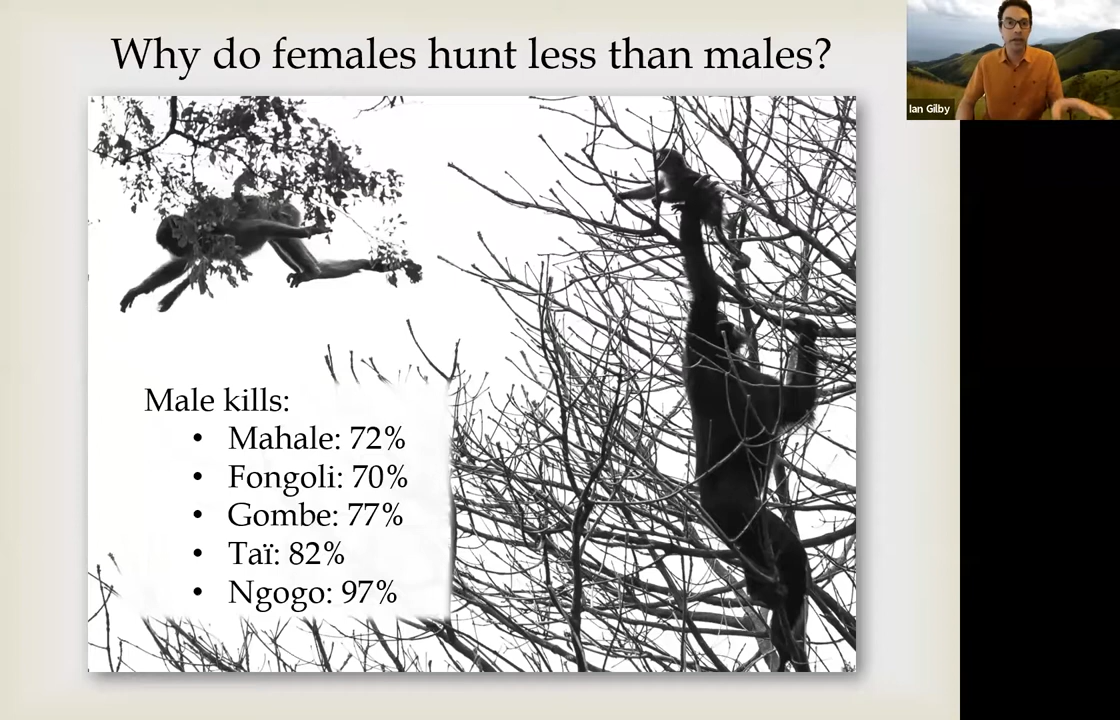 Why do females hunt less than males?
Ian Gilby
Male kills:
• Mahale: 72%
• Fongoli: 70%
• Gombe: 77%
• Taï: 82%
• Ngogo: 97%